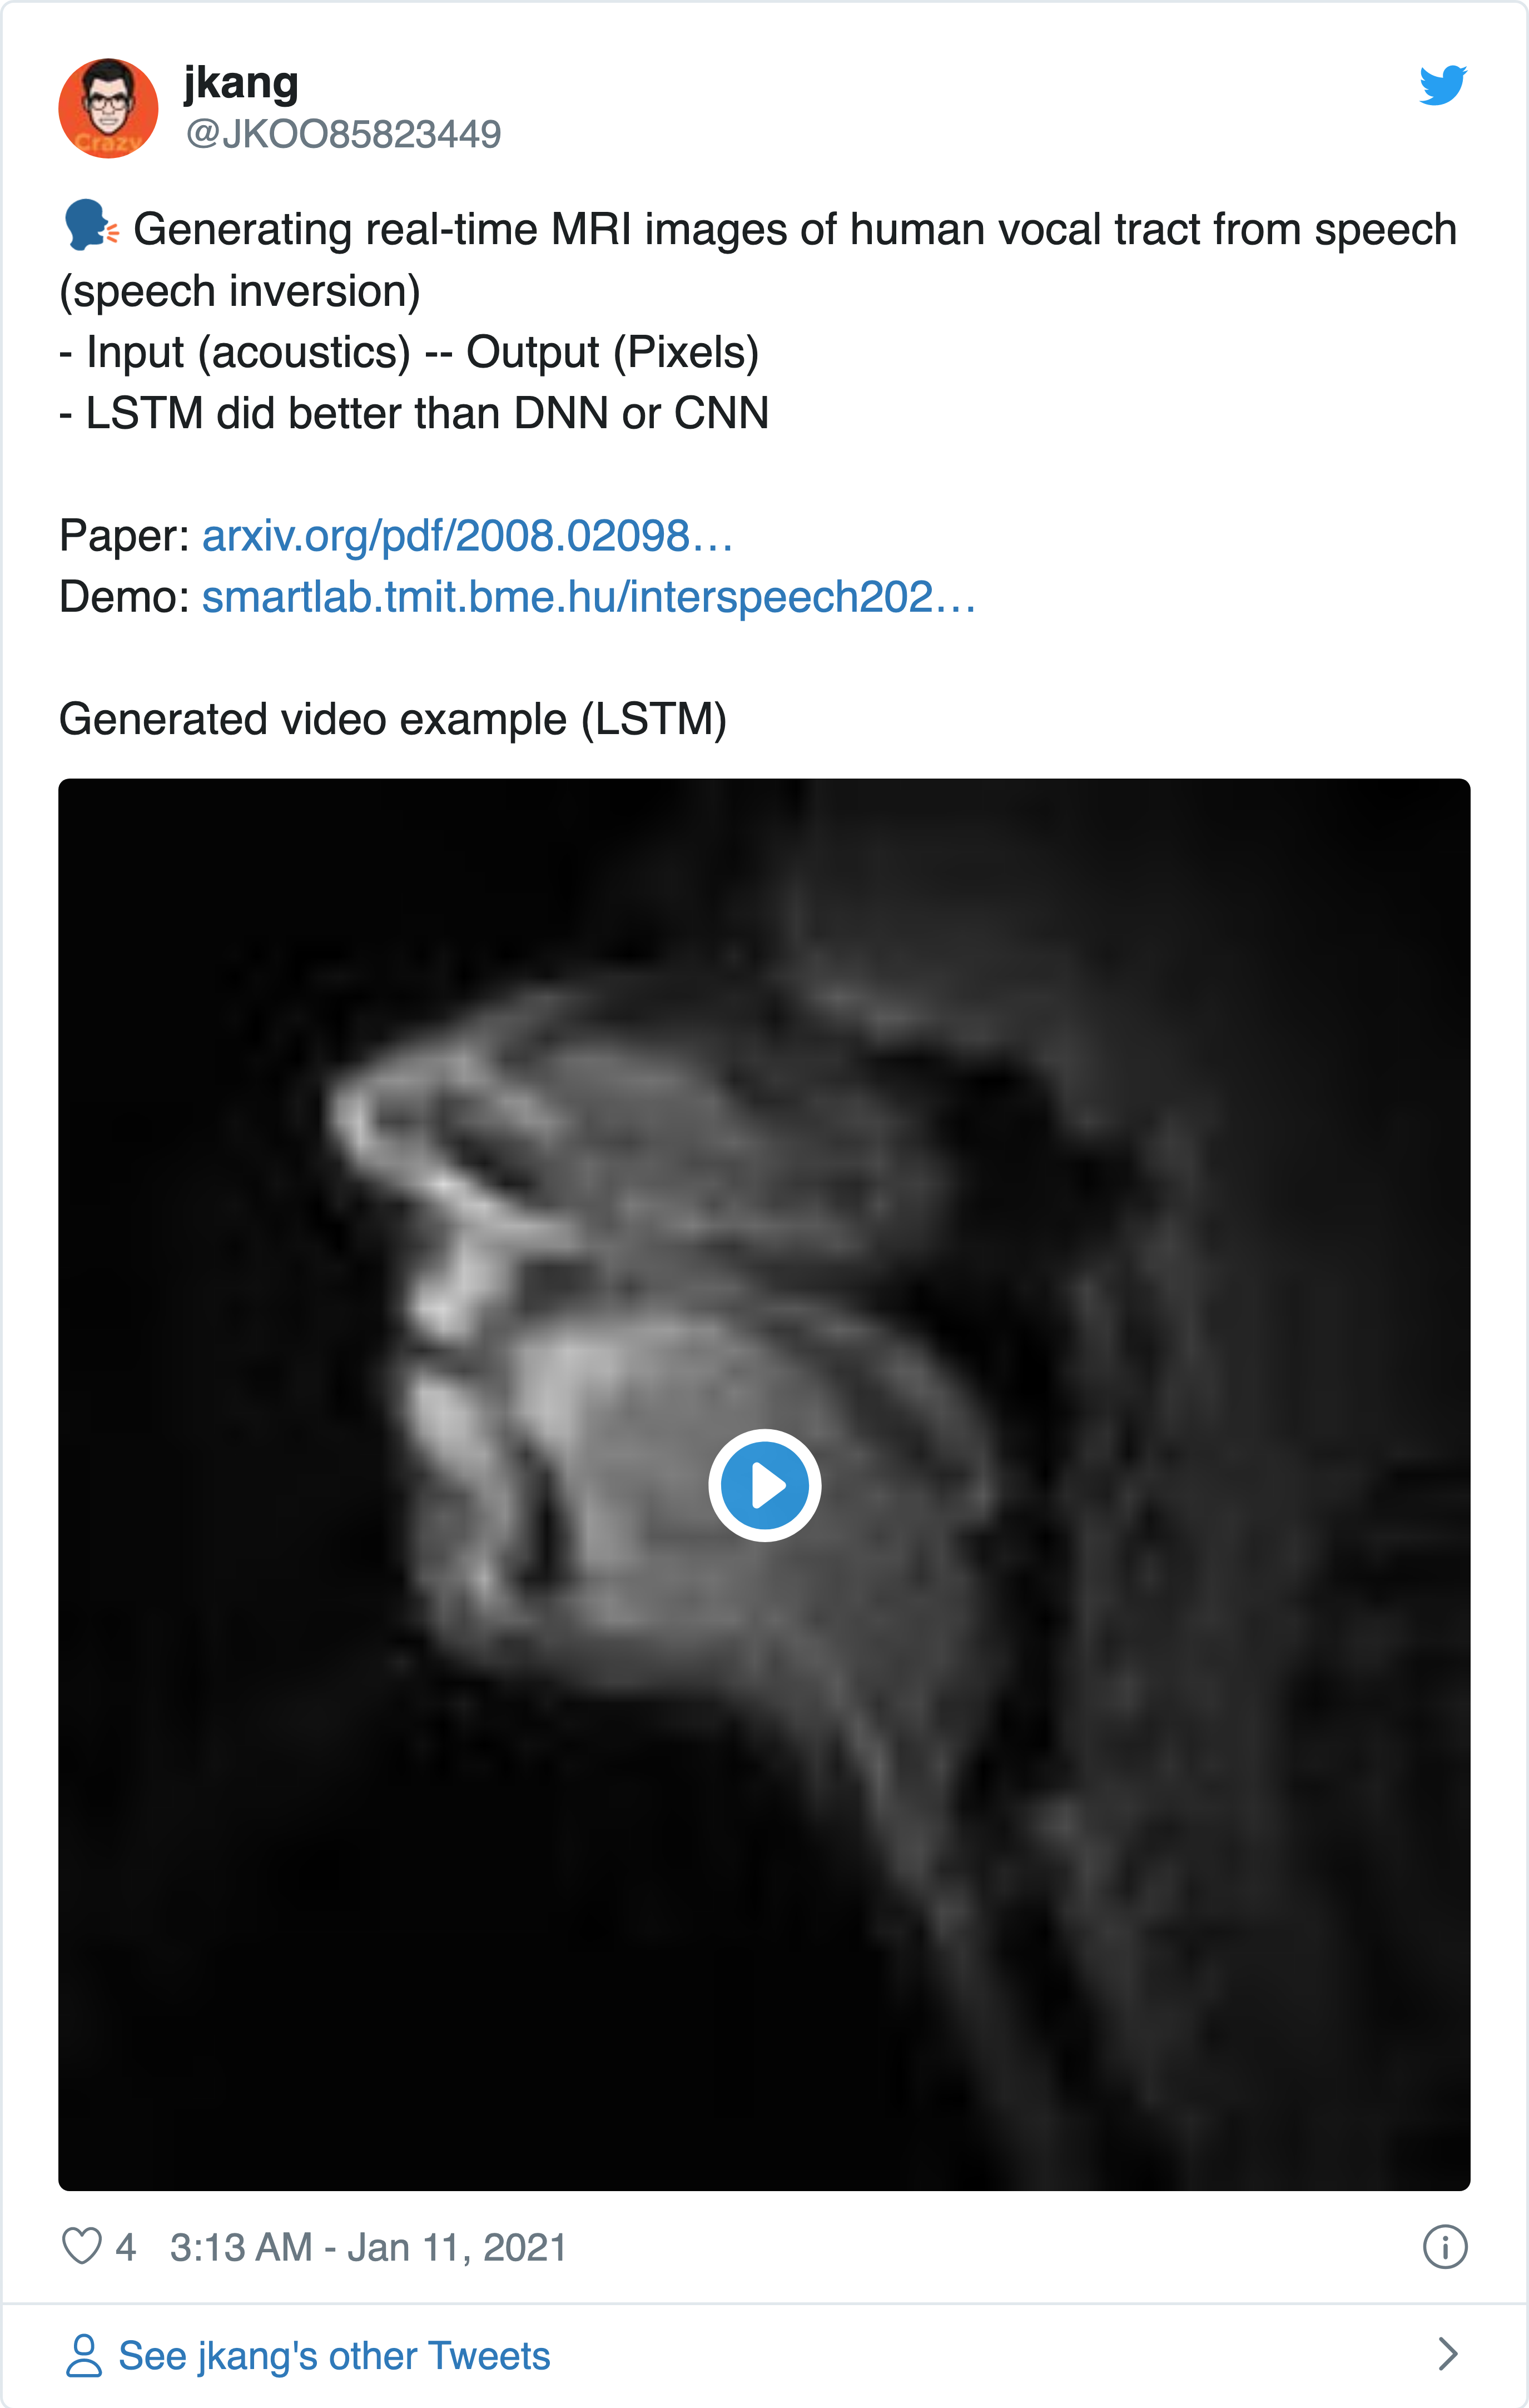 jkang
@JKOO85823449
🗣 Generating real-time MRI images of human vocal tract from speech
(speech inversion)
- Input (acoustics) -- Output (Pixels)
- LSTM did better than DNN or CNN
Paper: arxiv.org/pdf/2008.02098…
Demo: smartlab.tmit.bme.hu/interspeech202…
Generated video example (LSTM)
4 3:13 AM - Jan 11, 2021
See jkang's other Tweets
Crazy